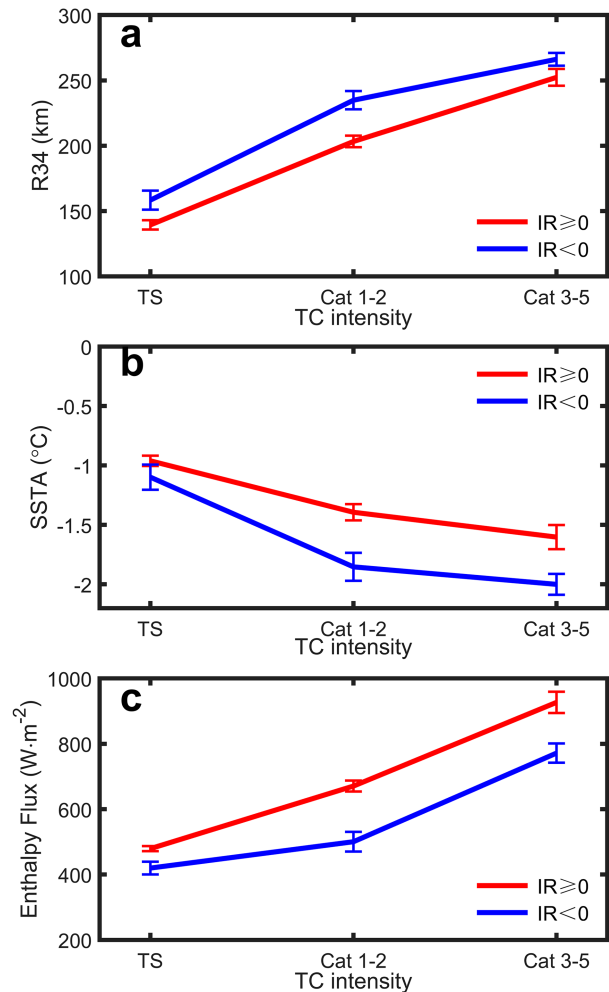 a
300
250
200
150
100
R34 (km)
IR≥0
IR<0
TS
Cat 1-2
Cat 3-5
TC intensity
b
0
-0.5
-1
-1.5
-2
SSTA (°C)
IR≥0
IR<0
TS
Cat 1-2
Cat 3-5
TC intensity
c
1000
800
600
400
200
Enthalpy Flux (W·m⁻²)
IR≥0
IR<0
TS
Cat 1-2
Cat 3-5
TC intensity